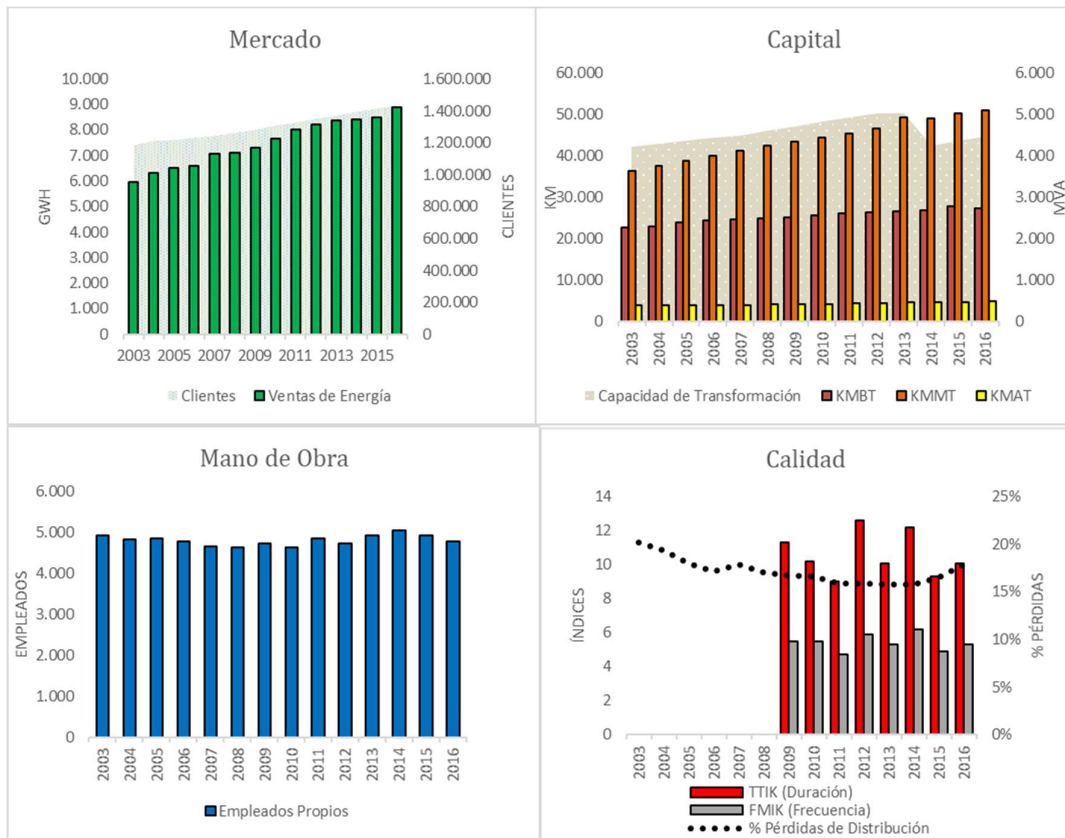 Mercado
10.000
9.000
8.000
7.000
6.000
5.000
4.000
3.000
2.000
1.000
0
GWH
1.600.000
1.400.000
1.200.000
1.000.000
800.000
600.000
400.000
200.000
0
CLIENTES
2003 2005 2007 2009 2011 2013 2015
Clientes Ventas de Energía
Capital
60.000
50.000
40.000
30.000
20.000
10.000
0
KM
6.000
5.000
4.000
3.000
2.000
1.000
0
MVA
2003 2004 2005 2006 2007 2008 2009 2010 2011 2012 2013 2014 2015 2016
Capacidad de Transformación KMBT KMMT KMAT
Mano de Obra
6.000
5.000
4.000
3.000
2.000
1.000
0
EMPLEADOS
2003 2004 2005 2006 2007 2008 2009 2010 2011 2012 2013 2014 2015 2016
Empleados Propios
Calidad
14
12
10
8
6
4
2
0
ÍNDICES
25%
20%
15%
10%
5%
0%
% PÉRDIDAS
2003 2004 2005 2006 2007 2008 2009 2010 2011 2012 2013 2014 2015 2016
TTIK (Duración)
FMIK (Frecuencia)
% Pérdidas de Distribución